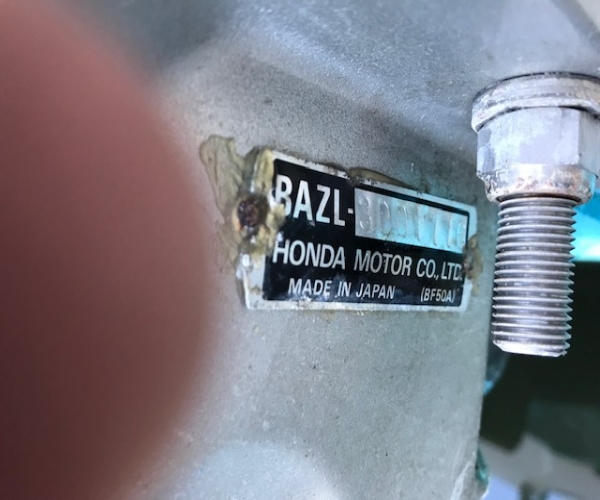 BAZL-
HONDA MOTOR CO., LTD.
MADE IN JAPAN (BF50A)